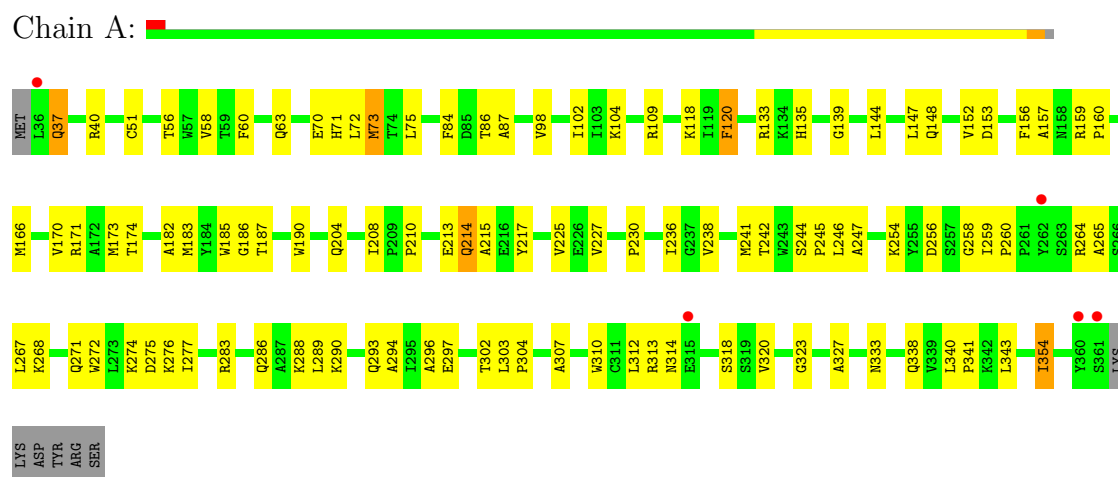 Chain A:
MET L36 Q37 R40 C51 T56 W57 V58 T59 F60 Q63 E70 H71 L72 M73 T74 L75 F84 D85 T86 A87 V98 I102 I103 K104 R109 K118 I119 F120 R133 K134 H135 G139 L144 L147 Q148 V152 D153 F156 A157 N158 R159 P160
M166 V170 R171 A172 M173 T174 A182 M183 Y184 W185 G186 T187 W190 Q204 I208 P209 P210 E213 Q214 A215 E216 Y217 V225 E226 V227 P230 I236 G237 V238 M241 T242 W243 S244 P245 L246 A247 K254 Y255 D256 S257 G258 I259 P260 P261 Y262 S263 R264 A265 S266
L267 K268 Q271 W272 L273 K274 D275 K276 I277 R283 Q286 A287 K288 L289 K290 Q293 A294 I295 A296 E297 T302 L303 P304 A307 W310 C311 L312 R313 N314 E315 S318 S319 V320 G323 A327 N333 Q338 V339 L340 P341 K342 L343 I354 Y360 S361 LYS
LYS ASP TYR ARG SER